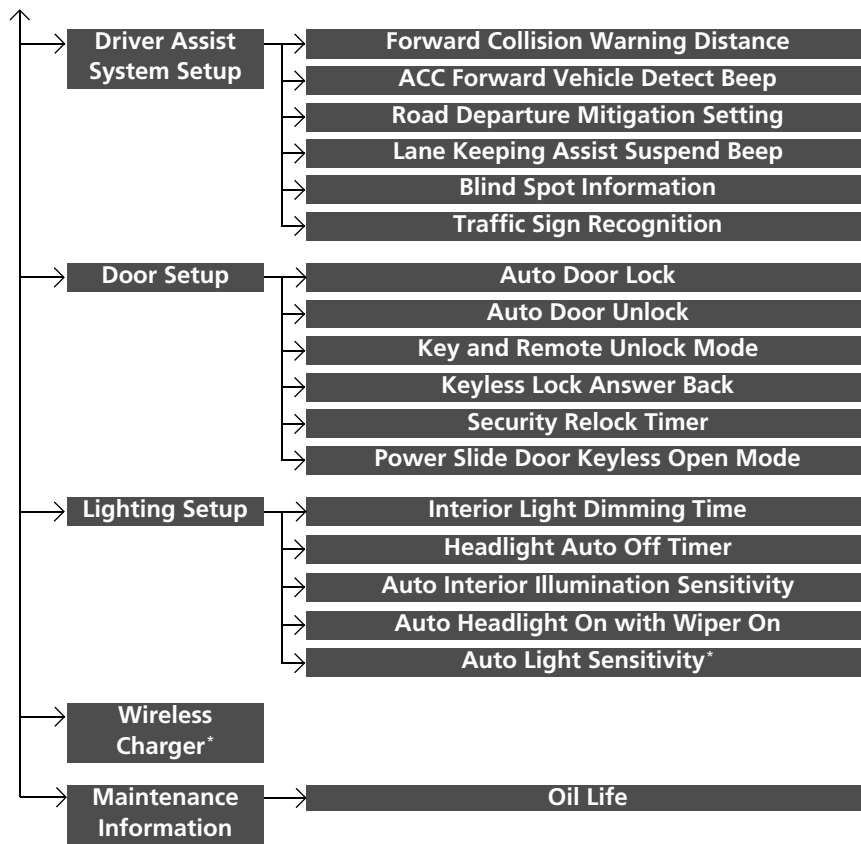 Driver Assist
System Setup
Forward Collision Warning Distance
ACC Forward Vehicle Detect Beep
Road Departure Mitigation Setting
Lane Keeping Assist Suspend Beep
Blind Spot Information
Traffic Sign Recognition
Door Setup
Auto Door Lock
Auto Door Unlock
Key and Remote Unlock Mode
Keyless Lock Answer Back
Security Relock Timer
Power Slide Door Keyless Open Mode
Lighting Setup
Interior Light Dimming Time
Headlight Auto Off Timer
Auto Interior Illumination Sensitivity
Auto Headlight On with Wiper On
Auto Light Sensitivity*
Wireless
Charger*
Maintenance
Information
Oil Life